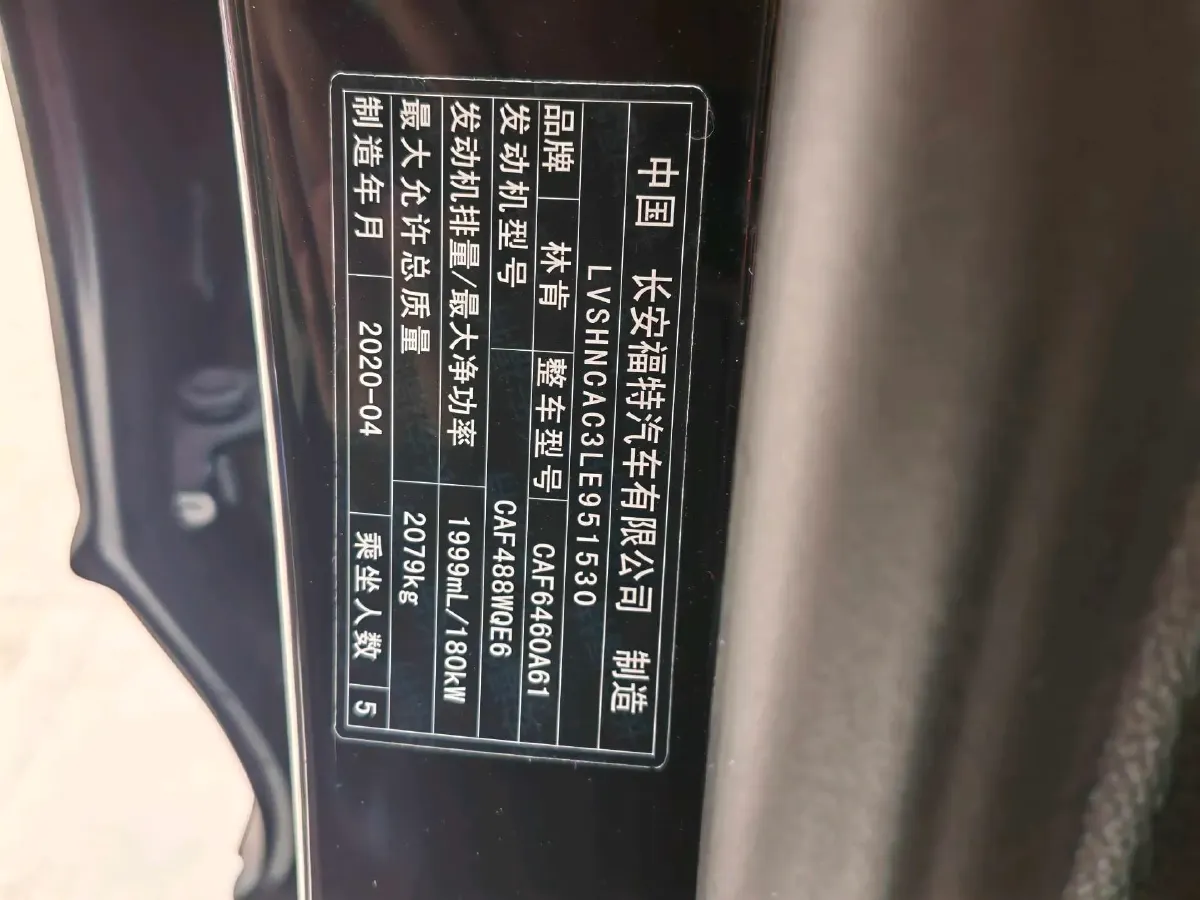 中国 长安福特汽车有限公司 制造
LVSHNCAC3LE951530
品牌 林肯 整车型号 CAF6460A61
发动机型号 CAF488WQE6
发动机排量/最大净功率 1999mL/180kW
最大允许总质量 2079kg
制造年月 2020-04 乘坐人数 5